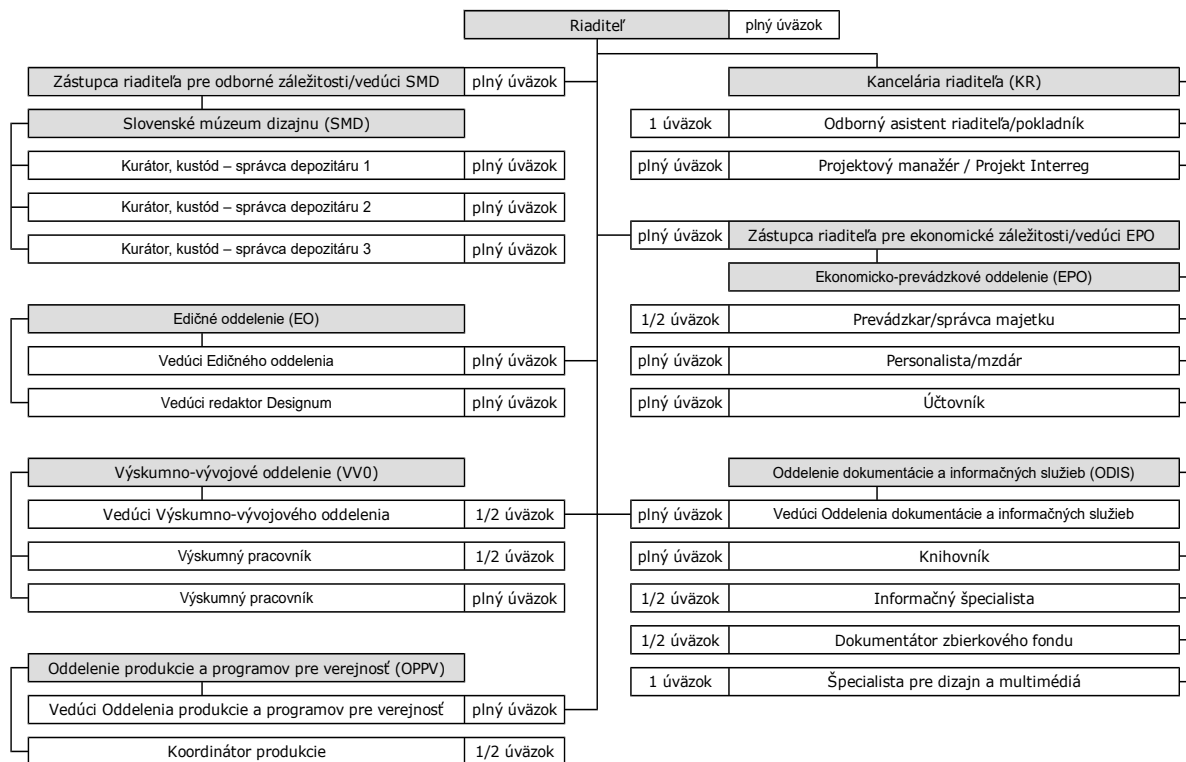 Riaditeľ plný úväzok
Zástupca riaditeľa pre odborné záležitosti/vedúci SMD plný úväzok
Slovenské múzeum dizajnu (SMD)
Kurátor, kustód – správca depozitáru 1 plný úväzok
Kurátor, kustód – správca depozitáru 2 plný úväzok
Kurátor, kustód – správca depozitáru 3 plný úväzok
Edičné oddelenie (EO)
Vedúci Edičného oddelenia plný úväzok
Vedúci redaktor Designum plný úväzok
Výskumno-vývojové oddelenie (VV0)
Vedúci Výskumno-vývojového oddelenia 1/2 úväzok
Výskumný pracovník 1/2 úväzok
Výskumný pracovník plný úväzok
Oddelenie produkcie a programov pre verejnosť (OPPV)
Vedúci Oddelenia produkcie a programov pre verejnosť plný úväzok
Koordinátor produkcie 1/2 úväzok
Kancelária riaditeľa (KR)
1 úväzok Odborný asistent riaditeľa/pokladník
plný úväzok Projektový manažér / Projekt Interreg
plný úväzok Zástupca riaditeľa pre ekonomické záležitosti/vedúci EPO
Ekonomicko-prevádzkové oddelenie (EPO)
1/2 úväzok Prevádzkar/správca majetku
plný úväzok Personalista/mzdár
plný úväzok Účtovník
Oddelenie dokumentácie a informačných služieb (ODIS)
plný úväzok Vedúci Oddelenia dokumentácie a informačných služieb
plný úväzok Knihovník
1/2 úväzok Informačný špecialista
1/2 úväzok Dokumentátor zbierkového fondu
1 úväzok Špecialista pre dizajn a multimédiá